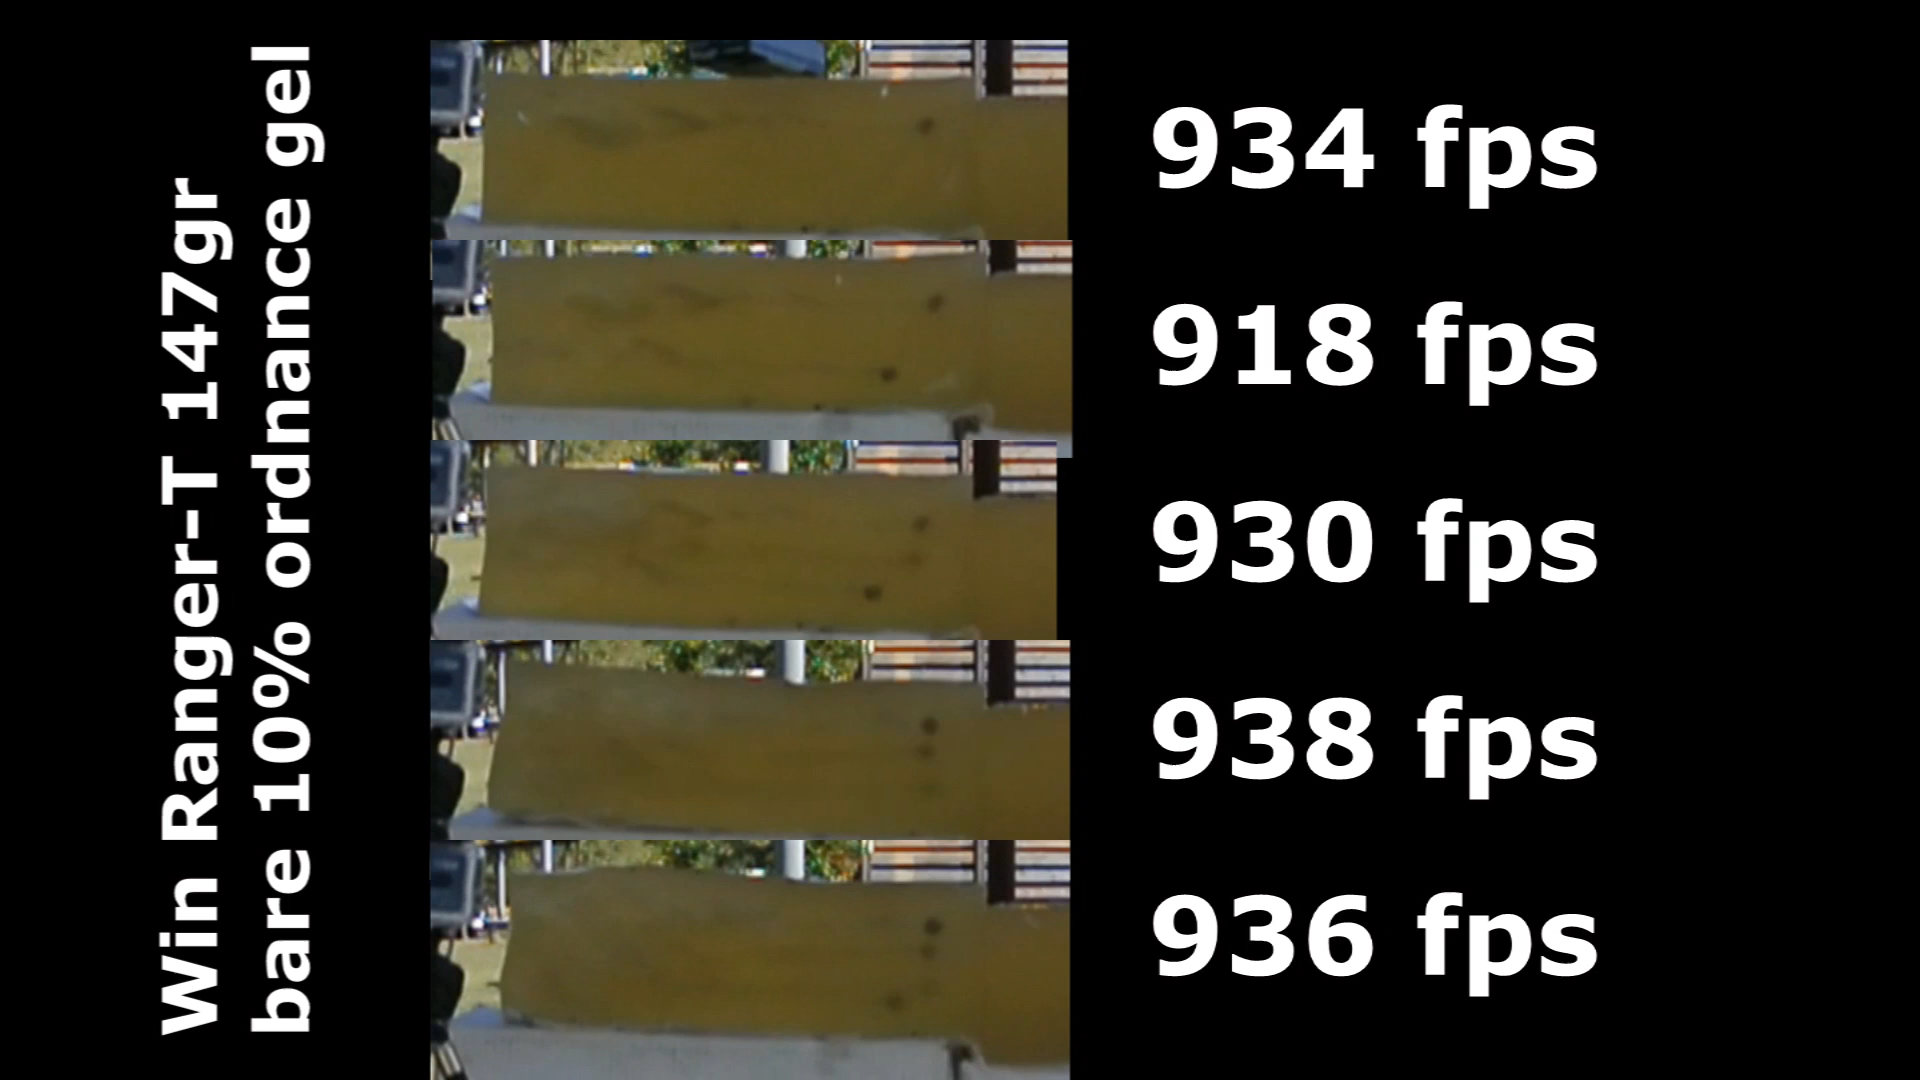 Win Ranger-T 147gr
bare 10% ordnance gel
934 fps
918 fps
930 fps
938 fps
936 fps